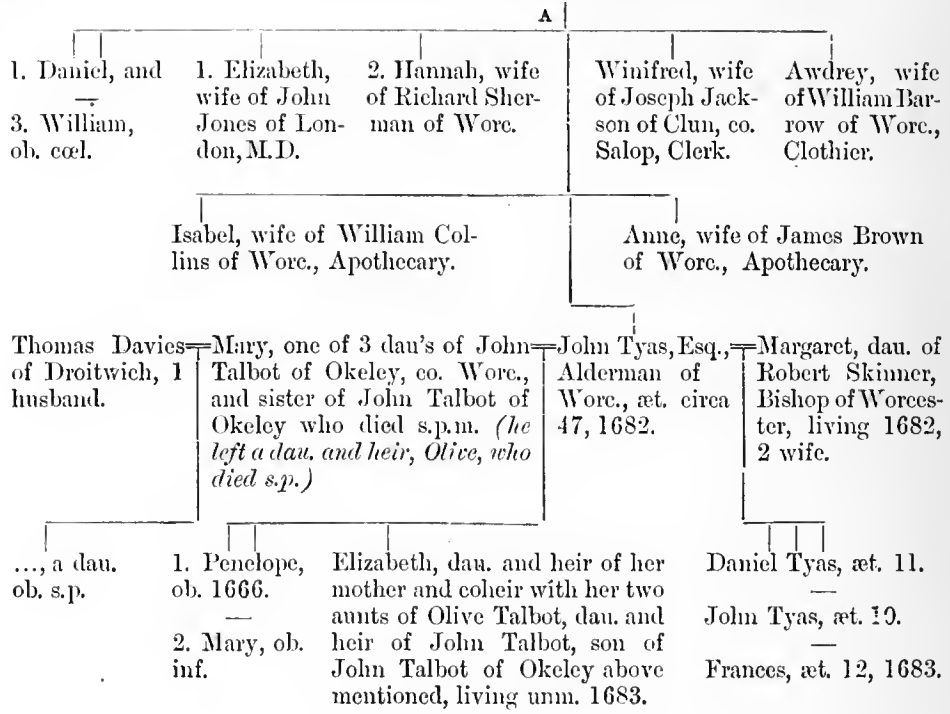 A
1. Daniel, and
—
3. William,
ob. cœl.
1. Elizabeth,
wife of John
Jones of Lon-
don, M.D.
2. Hannah, wife
of Richard Sher-
man of Worc.
Winifred, wife
of Joseph Jack-
son of Clun, co.
Salop, Clerk.
Awdrey, wife
of William Bar-
row of Worc.,
Clothier.
Isabel, wife of William Col-
lins of Worc., Apothecary.
Anne, wife of James Brown
of Worc., Apothecary.
Thomas Davies
of Droitwich, 1
husband.
Mary, one of 3 dau's of John
Talbot of Okeley, co. Worc.,
and sister of John Talbot of
Okeley who died s.p.m. (he
left a dau. and heir, Olive, who
died s.p.)
John Tyas, Esq.,
Alderman of
Worc., æt. circa
47, 1682.
Margaret, dau. of
Robert Skinner,
Bishop of Worces-
ter, living 1682,
2 wife.
..., a dau.
ob. s.p.
1. Penelope,
ob. 1666.
—
2. Mary, ob.
inf.
Elizabeth, dau. and heir of her
mother and coheir with her two
aunts of Olive Talbot, dau. and
heir of John Talbot, son of
John Talbot of Okeley above
mentioned, living unm. 1683.
Daniel Tyas, æt. 11.
—
John Tyas, æt. 10.
—
Frances, æt. 12, 1683.